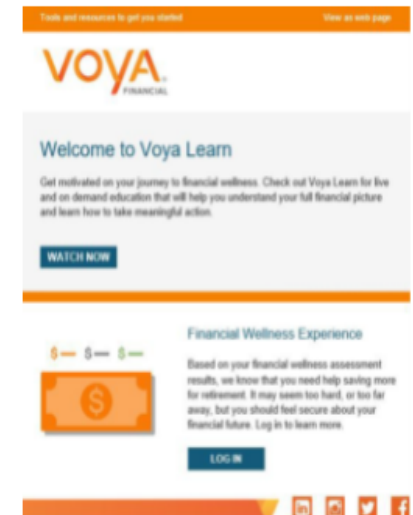 Tools and resources to get you started
View as web page
VOYA
FINANCIAL
Welcome to Voya Learn
Get motivated on your journey to financial wellness. Check out Voya Learn for live
and on demand education that will help you understand your full financial picture
and learn how to take meaningful action.
WATCH NOW
$ $ $
$
Financial Wellness Experience
Based on your financial wellness assessment
results, we know that you need help saving more
for retirement. It may seem too hard, or too far
away, but you should feel secure about your
financial future. Log in to learn more.
LOG IN
in
f